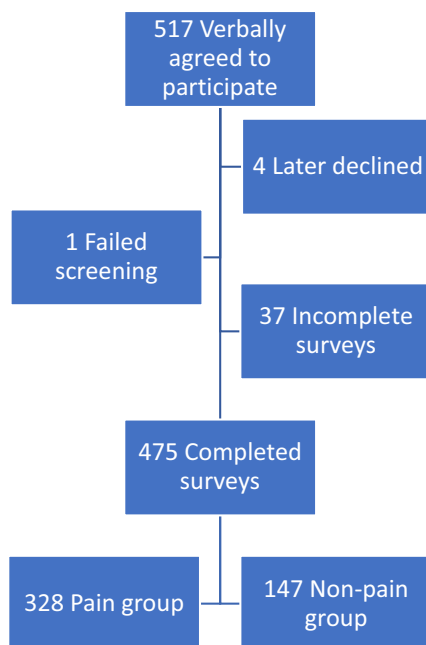 517 Verbally
agreed to
participate
4 Later declined
1 Failed
screening
37 Incomplete
surveys
475 Completed
surveys
328 Pain group
147 Non-pain
group